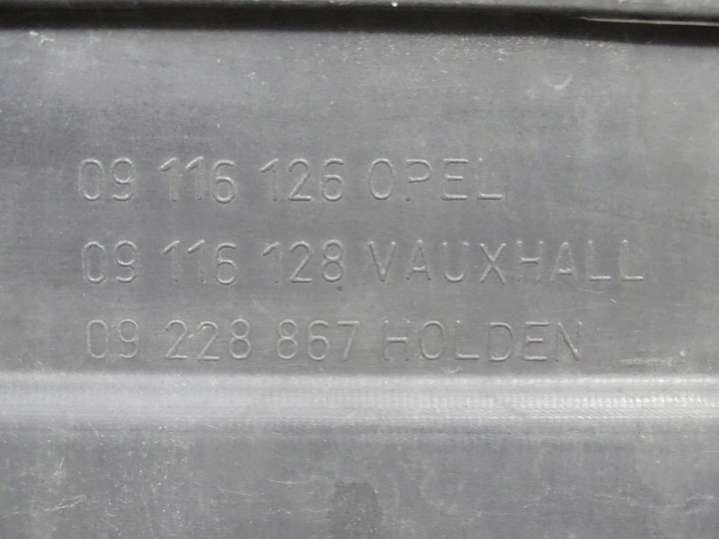 09 116 126 OPEL
09 116 128 VAUXHALL
09 228 867 HOLDEN